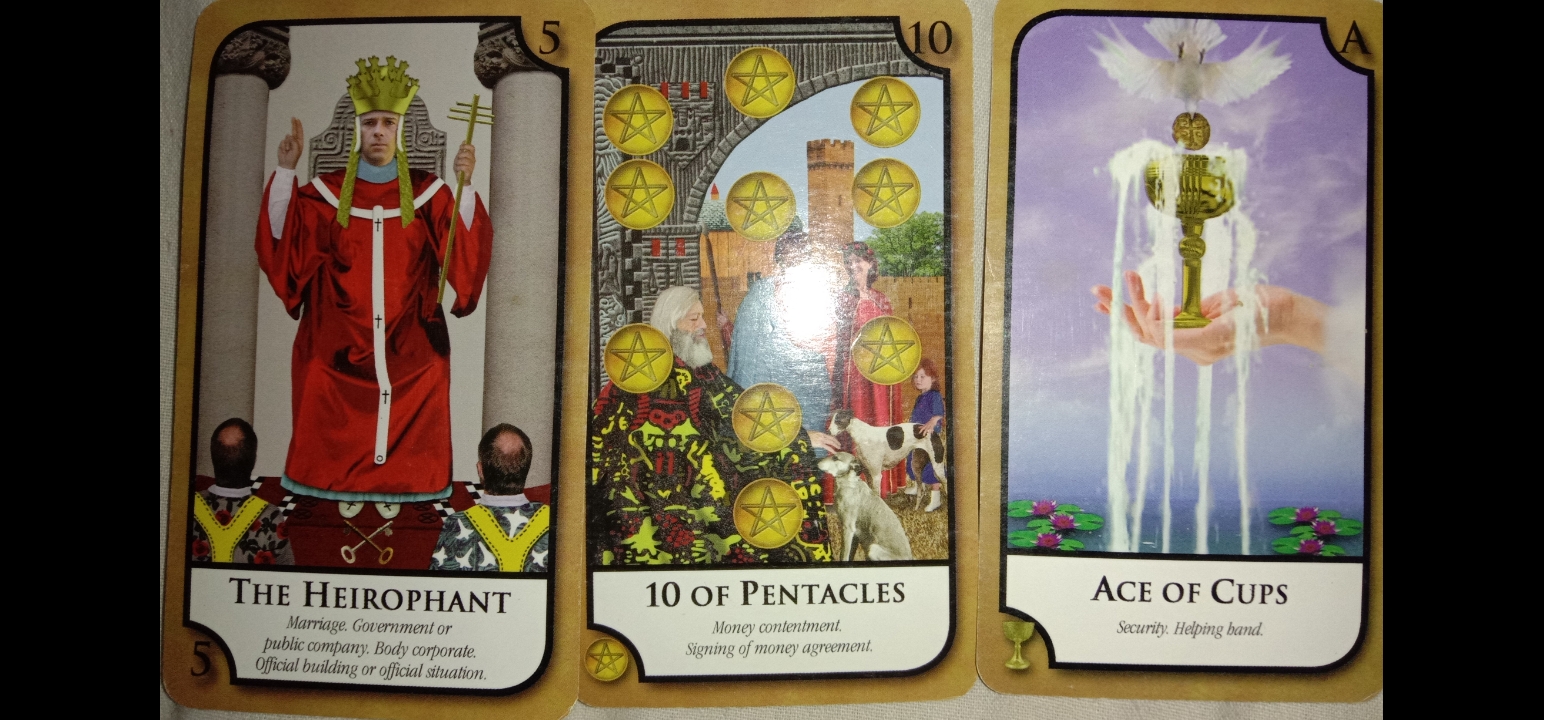 5
THE HEIROPHANT
Marriage. Government or
public company. Body corporate.
Official building or official situation.
5
10
10 OF PENTACLES
Money contentment.
Signing of money agreement.
A
ACE OF CUPS
Security. Helping hand.